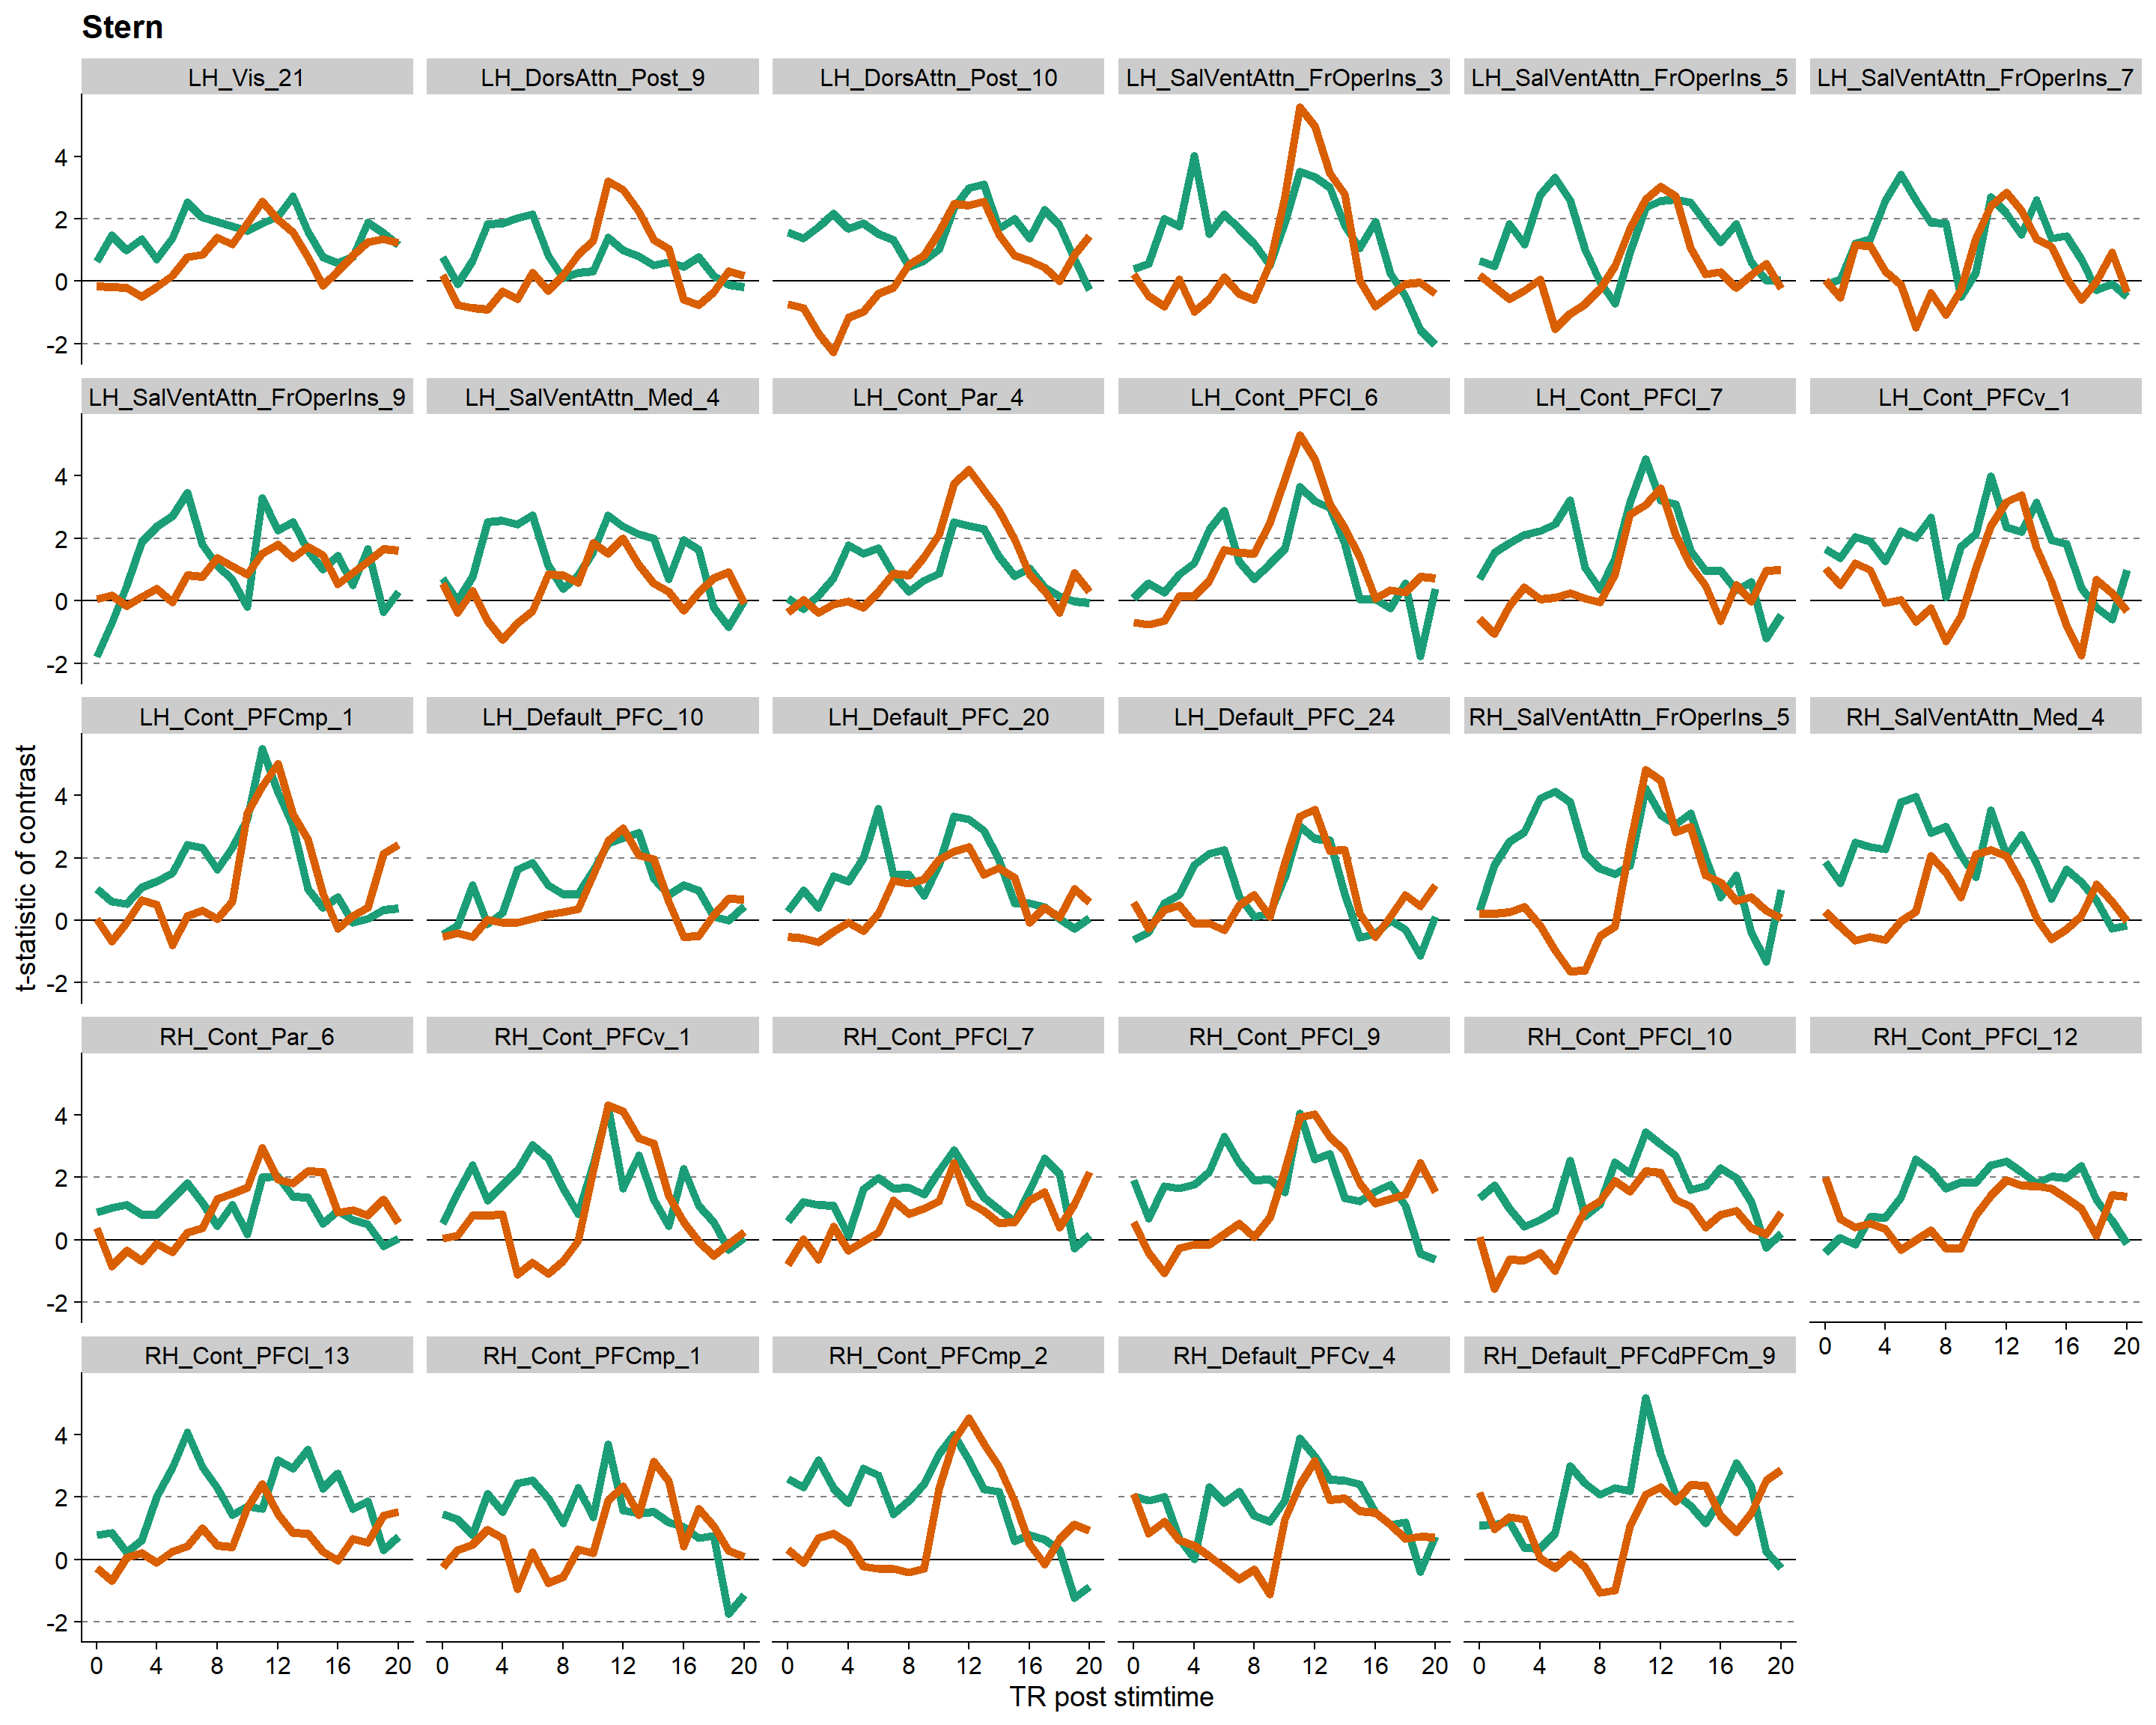 Stern
LH_Vis_21 LH_DorsAttn_Post_9 LH_DorsAttn_Post_10 LH_SalVentAttn_FrOperIns_3 LH_SalVentAttn_FrOperIns_5 LH_SalVentAttn_FrOperIns_7
4
2
0
-2
LH_SalVentAttn_FrOperIns_9 LH_SalVentAttn_Med_4 LH_Cont_Par_4 LH_Cont_PFCl_6 LH_Cont_PFCl_7 LH_Cont_PFCv_1
4
2
0
-2
LH_Cont_PFCmp_1 LH_Default_PFC_10 LH_Default_PFC_20 LH_Default_PFC_24 RH_SalVentAttn_FrOperIns_5 RH_SalVentAttn_Med_4
4
2
0
-2
t-statistic of contrast
RH_Cont_Par_6 RH_Cont_PFCv_1 RH_Cont_PFCl_7 RH_Cont_PFCl_9 RH_Cont_PFCl_10 RH_Cont_PFCl_12
4
2
0
-2
0 4 8 12 16 20
RH_Cont_PFCl_13 RH_Cont_PFCmp_1 RH_Cont_PFCmp_2 RH_Default_PFCv_4 RH_Default_PFCdPFCm_9
4
2
0
-2
0 4 8 12 16 20 0 4 8 12 16 20 0 4 8 12 16 20 0 4 8 12 16 20 0 4 8 12 16 20
TR post stimtime